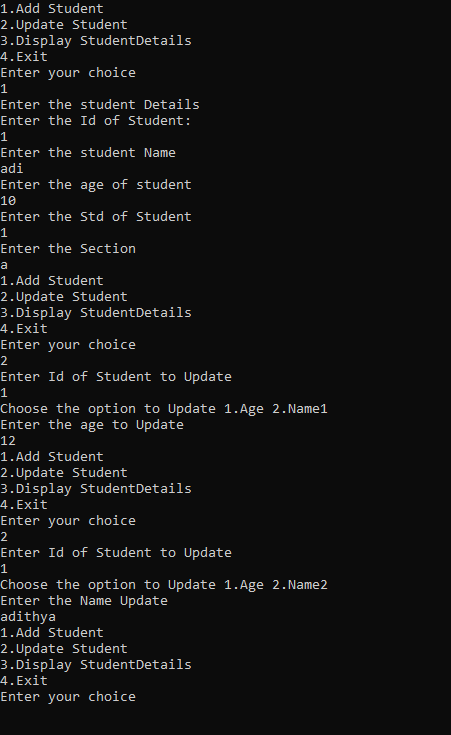 1.Add Student
2.Update Student
3.Display StudentDetails
4.Exit
Enter your choice
1
Enter the student Details
Enter the Id of Student:
1
Enter the student Name
adi
Enter the age of student
10
Enter the Std of Student
1
Enter the Section
a
1.Add Student
2.Update Student
3.Display StudentDetails
4.Exit
Enter your choice
2
Enter Id of Student to Update
1
Choose the option to Update 1.Age 2.Name1
Enter the age to Update
12
1.Add Student
2.Update Student
3.Display StudentDetails
4.Exit
Enter your choice
2
Enter Id of Student to Update
1
Choose the option to Update 1.Age 2.Name2
Enter the Name Update
adithya
1.Add Student
2.Update Student
3.Display StudentDetails
4.Exit
Enter your choice